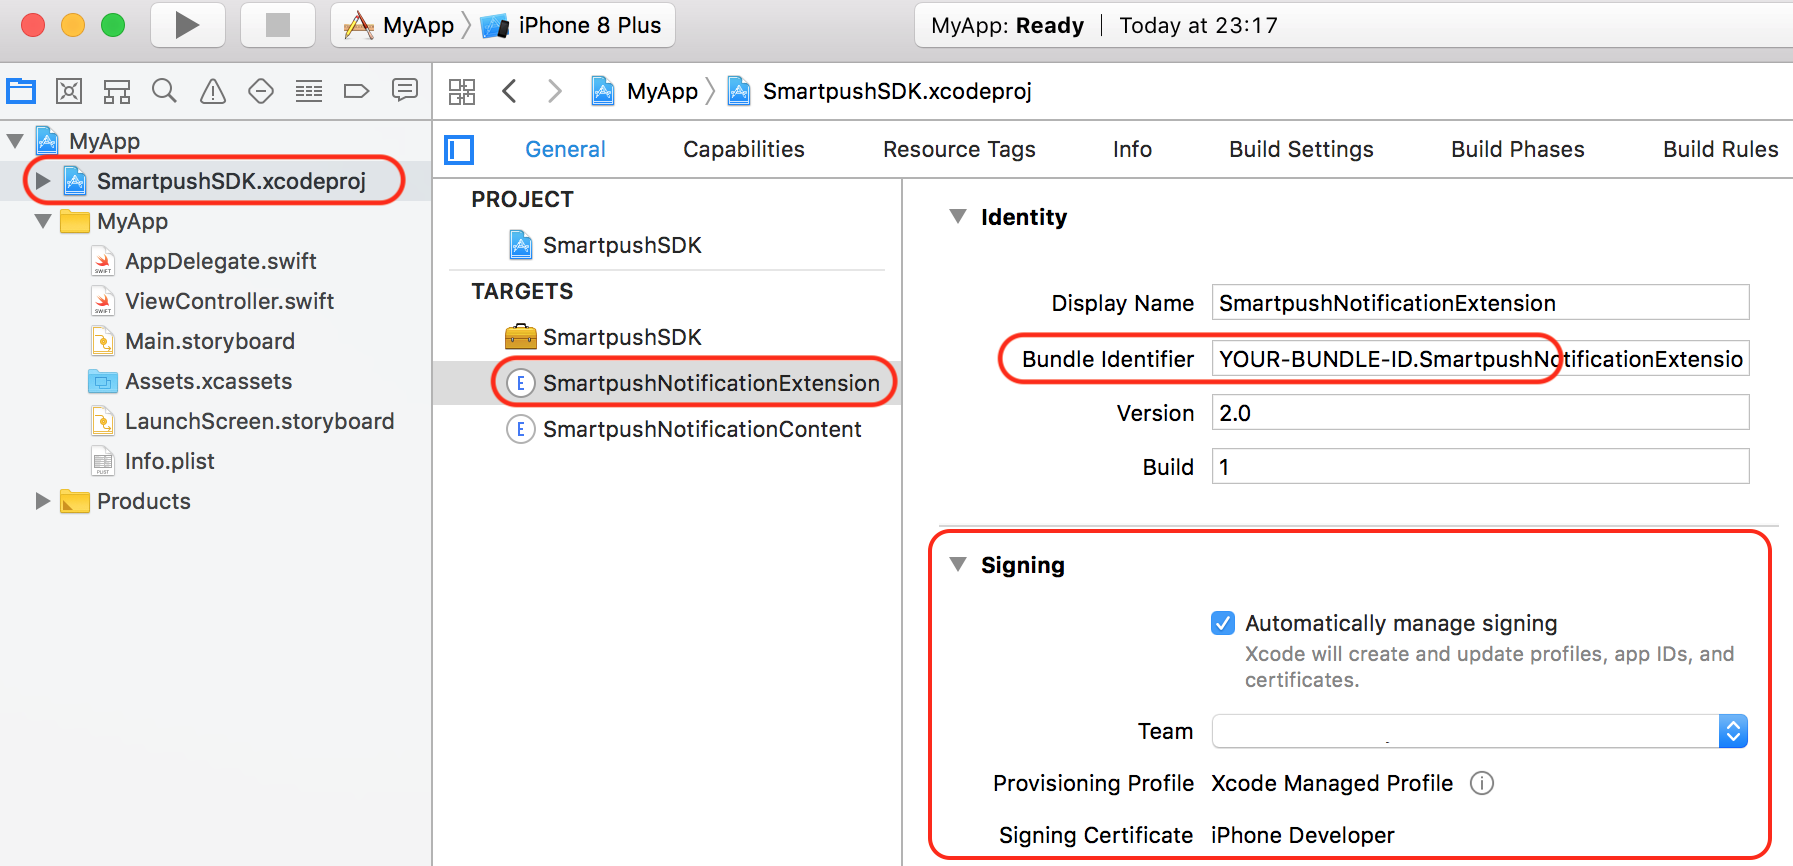 MyApp 〉 iPhone 8 Plus
MyApp: Ready | Today at 23:17
MyApp 〉 SmartpushSDK.xcodeproj
MyApp
SmartpushSDK.xcodeproj
MyApp
AppDelegate.swift
ViewController.swift
Main.storyboard
Assets.xcassets
LaunchScreen.storyboard
Info.plist
Products
General Capabilities Resource Tags Info Build Settings Build Phases Build Rules
PROJECT
SmartpushSDK
TARGETS
SmartpushSDK
E SmartpushNotificationExtension
E SmartpushNotificationContent
Identity
Display Name SmartpushNotificationExtension
Bundle Identifier YOUR-BUNDLE-ID.SmartpushNotificationExtensio
Version 2.0
Build 1
Signing
Automatically manage signing
Xcode will create and update profiles, app IDs, and
certificates.
Team
Provisioning Profile Xcode Managed Profile
Signing Certificate iPhone Developer